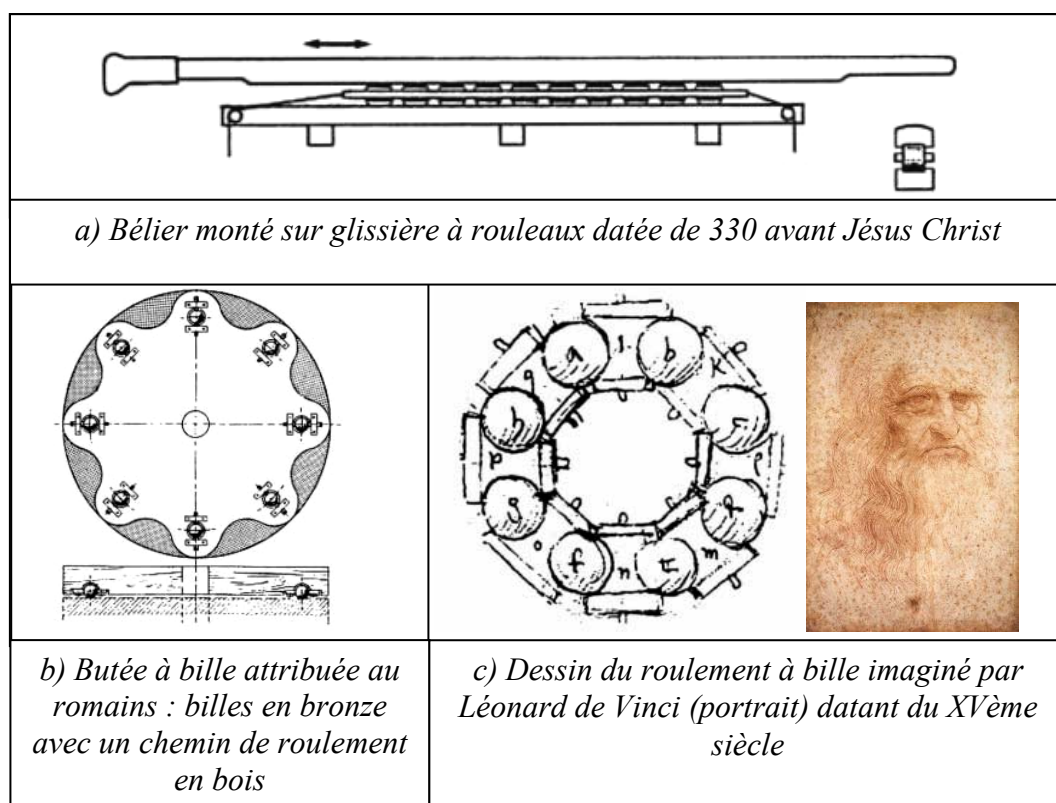 a) Bélier monté sur glissière à rouleaux datée de 330 avant Jésus Christ
b) Butée à bille attribuée au
romains : billes en bronze
avec un chemin de roulement
en bois
a
b
c) Dessin du roulement à bille imaginé par
Léonard de Vinci (portrait) datant du XVème
siècle